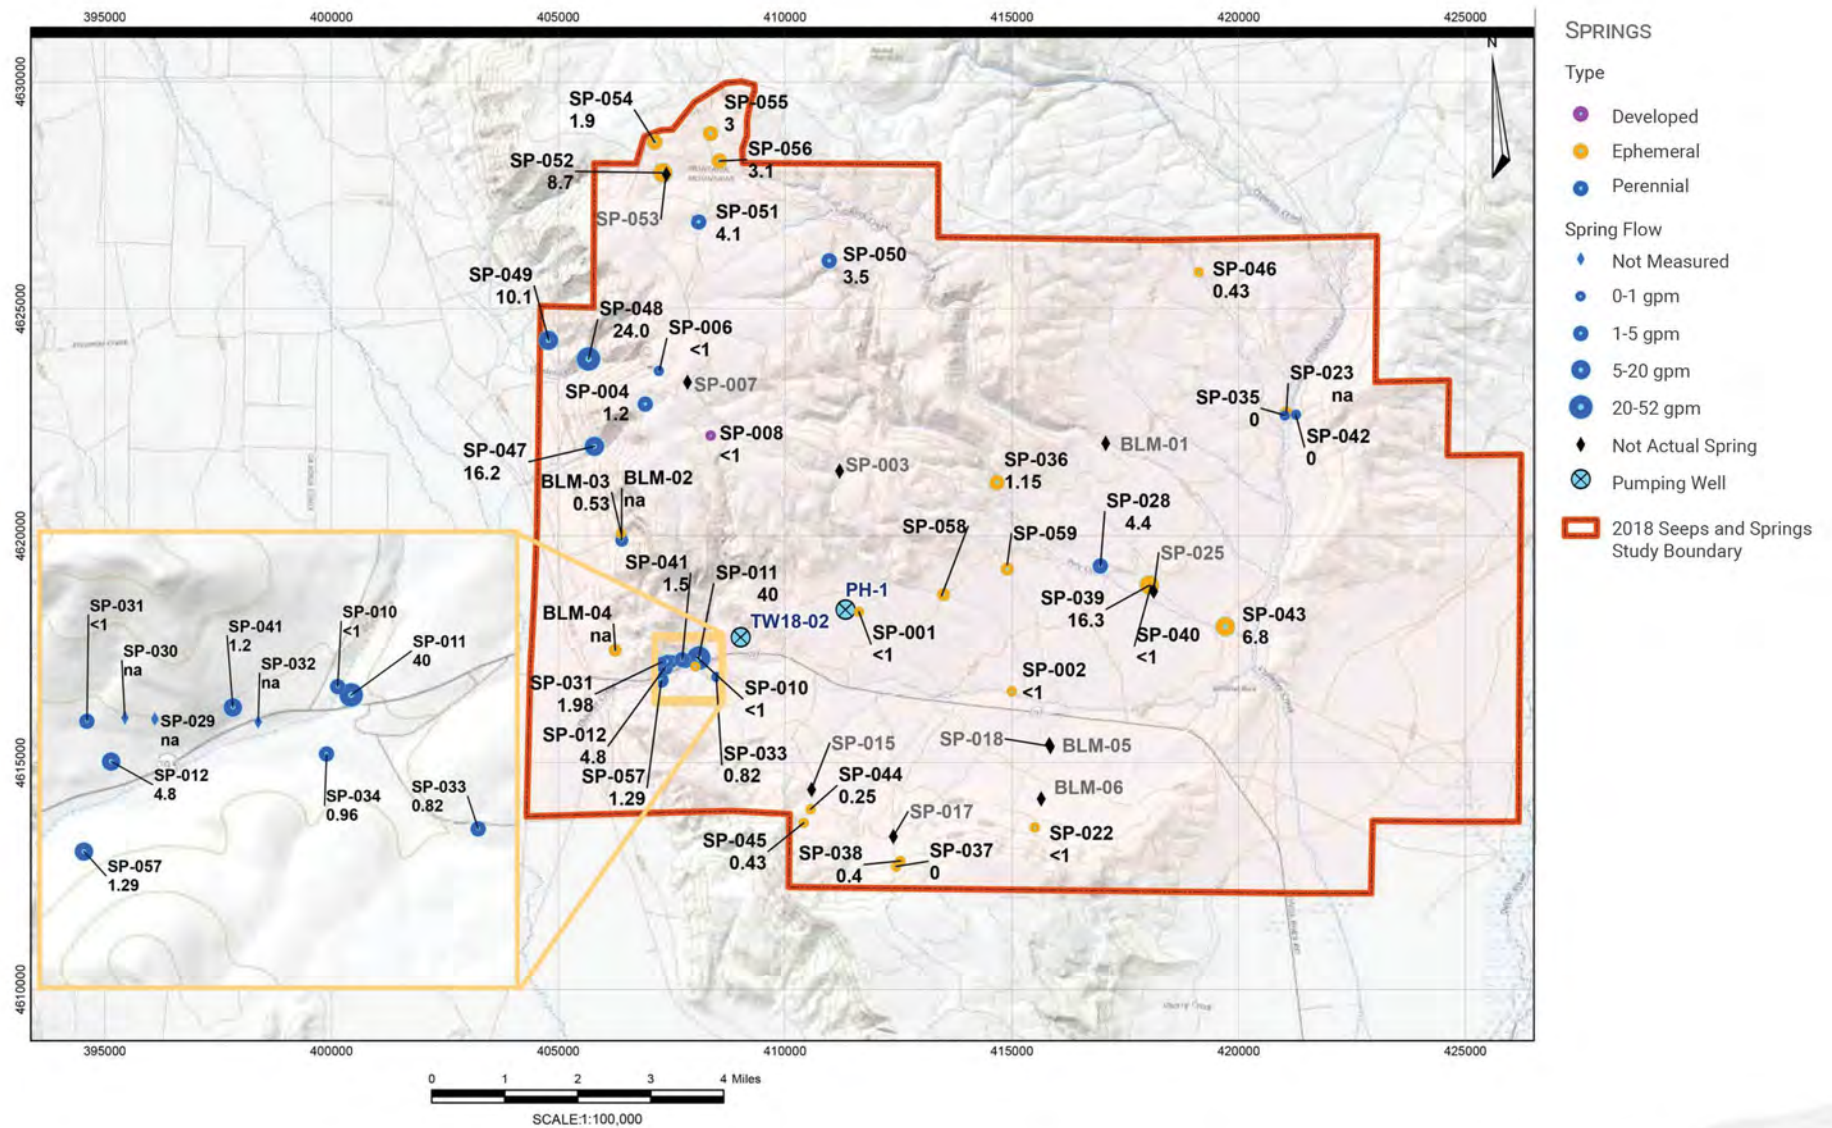 395000
400000
405000
410000
415000
420000
425000
4630000
4625000
4620000
4615000
4610000
N
SP-054
1.9
SP-055
3
SP-052
8.7
SP-056
3.1
SP-053
SP-051
4.1
SP-050
3.5
SP-046
0.43
SP-049
10.1
SP-048
24.0
SP-006
<1
SP-007
SP-004
1.2
SP-008
<1
SP-047
16.2
SP-003
BLM-01
SP-023
na
SP-035
0
SP-042
0
BLM-03
0.53
BLM-02
na
SP-036
1.15
SP-028
4.4
SP-058
SP-059
SP-025
SP-041
1.5
SP-011
40
PH-1
TW18-02
SP-039
16.3
SP-040
<1
SP-043
6.8
BLM-04
na
SP-001
<1
SP-002
<1
SP-031
1.98
SP-010
<1
SP-012
4.8
SP-033
0.82
SP-057
1.29
SP-015
SP-018
BLM-05
SP-044
0.25
BLM-06
SP-017
SP-045
0.43
SP-038
0.4
SP-037
0
SP-022
<1
SP-031
<1
SP-030
na
SP-041
1.2
SP-032
na
SP-010
<1
SP-011
40
SP-029
na
SP-012
4.8
SP-034
0.96
SP-033
0.82
SP-057
1.29
395000
400000
405000
410000
415000
420000
425000
0 1 2 3 4 Miles
SCALE:1:100,000
SPRINGS
Type
Developed
Ephemeral
Perennial
Spring Flow
Not Measured
0-1 gpm
1-5 gpm
5-20 gpm
20-52 gpm
Not Actual Spring
Pumping Well
2018 Seeps and Springs
Study Boundary